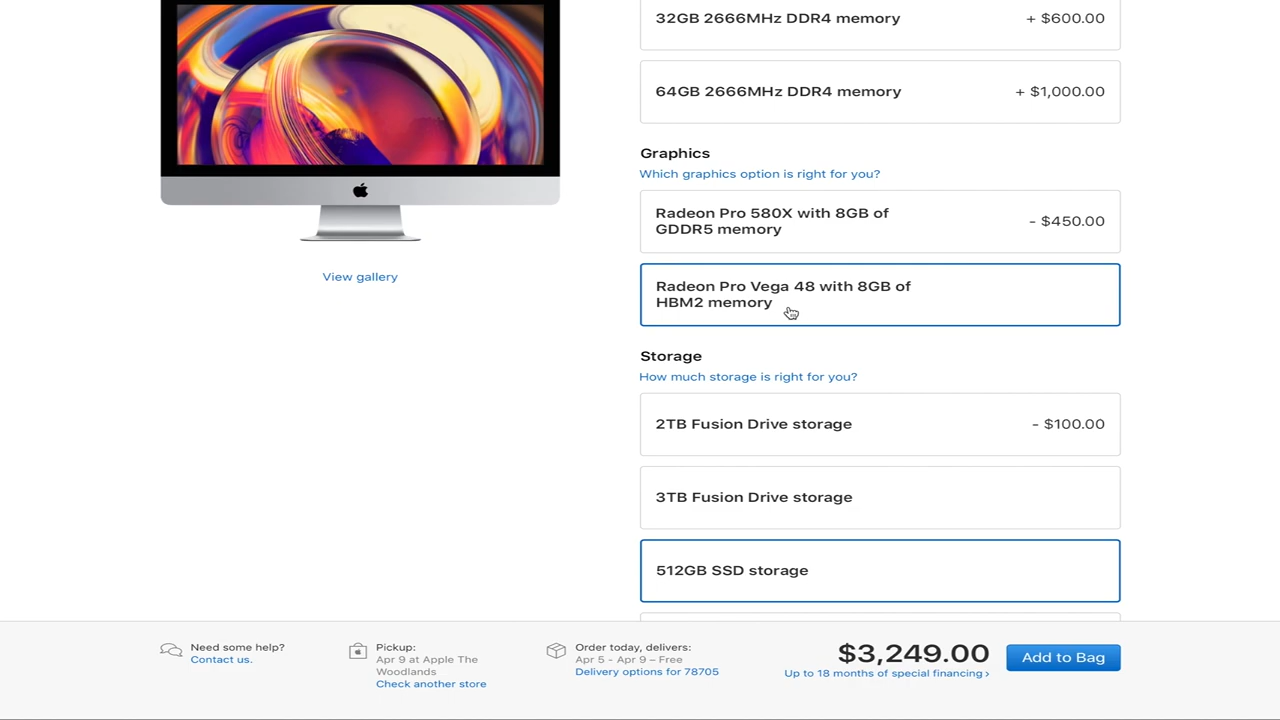 32GB 2666MHz DDR4 memory + $600.00
64GB 2666MHz DDR4 memory + $1,000.00
Graphics
Which graphics option is right for you?
Radeon Pro 580X with 8GB of
GDDR5 memory
- $450.00
Radeon Pro Vega 48 with 8GB of
HBM2 memory
View gallery
Storage
How much storage is right for you?
2TB Fusion Drive storage - $100.00
3TB Fusion Drive storage
512GB SSD storage
Need some help?
Contact us.
Pickup:
Apr 9 at Apple The
Woodlands
Check another store
Order today, delivers:
Apr 5 - Apr 9 – Free
Delivery options for 78705
$3,249.00
Up to 18 months of special financing ›
Add to Bag